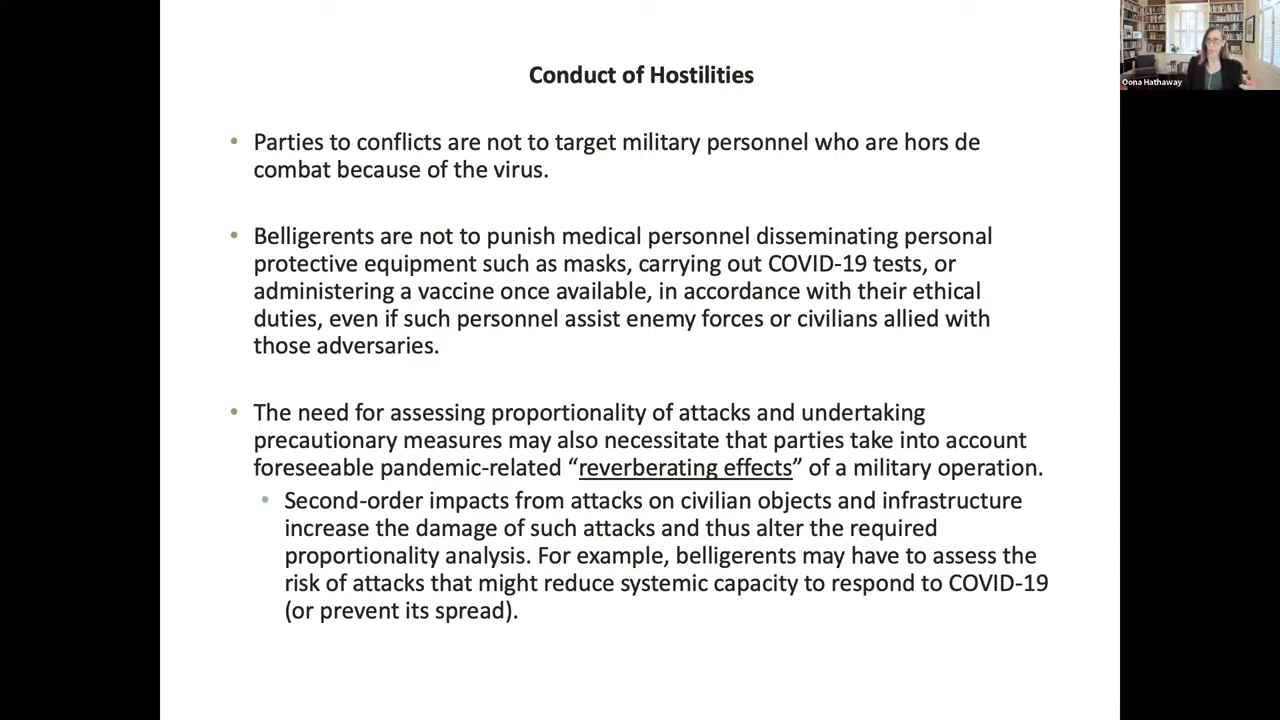 Conduct of Hostilities
Oona Hathaway
• Parties to conflicts are not to target military personnel who are hors de
combat because of the virus.
• Belligerents are not to punish medical personnel disseminating personal
protective equipment such as masks, carrying out COVID-19 tests, or
administering a vaccine once available, in accordance with their ethical
duties, even if such personnel assist enemy forces or civilians allied with
those adversaries.
• The need for assessing proportionality of attacks and undertaking
precautionary measures may also necessitate that parties take into account
foreseeable pandemic-related “reverberating effects” of a military operation.
• Second-order impacts from attacks on civilian objects and infrastructure
increase the damage of such attacks and thus alter the required
proportionality analysis. For example, belligerents may have to assess the
risk of attacks that might reduce systemic capacity to respond to COVID-19
(or prevent its spread).